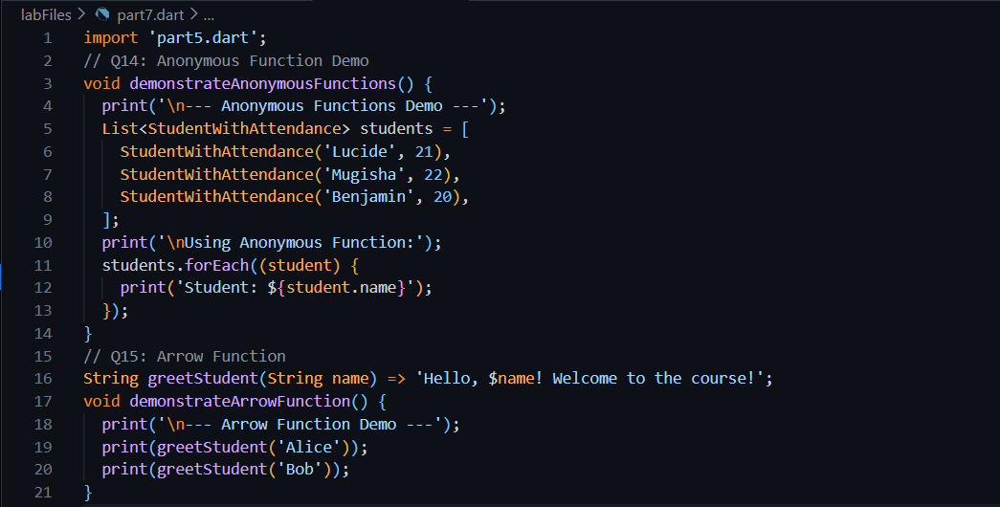 labFiles > part7.dart > ...
1 import 'part5.dart';
2 // Q14: Anonymous Function Demo
3 void demonstrateAnonymousFunctions() {
4   print('\n--- Anonymous Functions Demo ---');
5   List<StudentWithAttendance> students = [
6     StudentWithAttendance('Lucide', 21),
7     StudentWithAttendance('Mugisha', 22),
8     StudentWithAttendance('Benjamin', 20),
9   ];
10   print('\nUsing Anonymous Function:');
11   students.forEach((student) {
12     print('Student: ${student.name}');
13   });
14 }
15 // Q15: Arrow Function
16 String greetStudent(String name) => 'Hello, $name! Welcome to the course!';
17 void demonstrateArrowFunction() {
18   print('\n--- Arrow Function Demo ---');
19   print(greetStudent('Alice'));
20   print(greetStudent('Bob'));
21 }